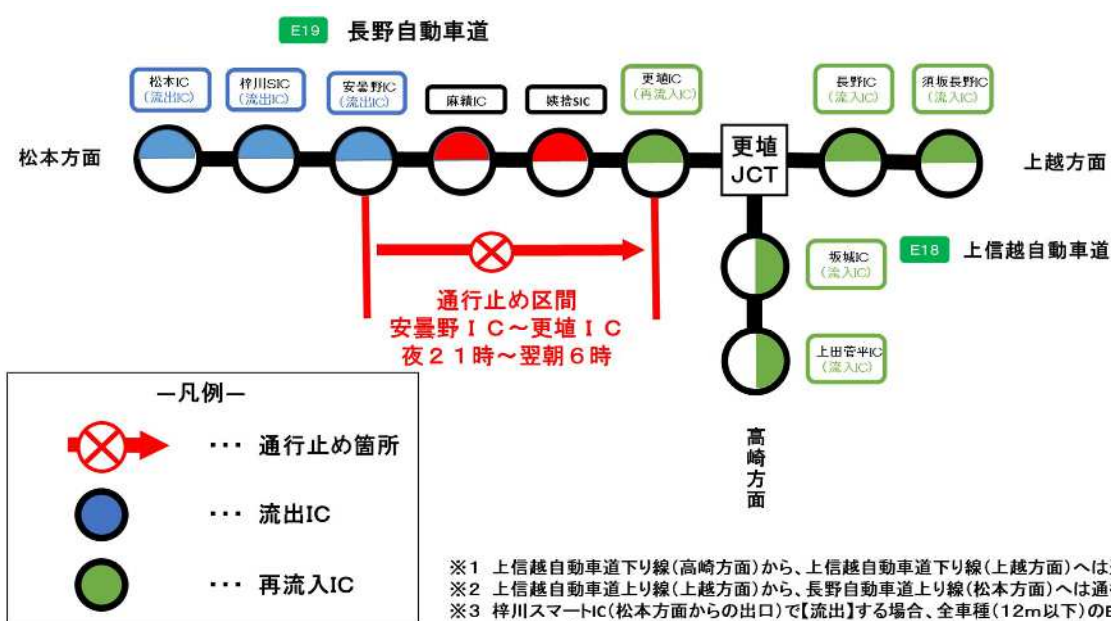 E19 長野自動車道
松本IC
(流出IC)
梓川SIC
(流出IC)
安曇野IC
(流出IC)
麻績IC
姨捨SIC
更埴IC
(再流入IC)
長野IC
(流入IC)
須坂長野IC
(流入IC)
松本方面
更埴
JCT
上越方面
坂城IC
(流入IC)
E18 上信越自動車道
通行止め区間
安曇野IC～更埴IC
夜21時～翌朝6時
上田菅平IC
(流入IC)
高崎方面
―凡例―
・・・ 通行止め箇所
・・・ 流出IC
・・・ 再流入IC
※1 上信越自動車道下り線(高崎方面)から、上信越自動車道下り線(上越方面)へは
※2 上信越自動車道上り線(上越方面)から、長野自動車道上り線(松本方面)へは通
※3 梓川スマートIC(松本方面からの出口)で【流出】する場合、全車種(12m以下)の